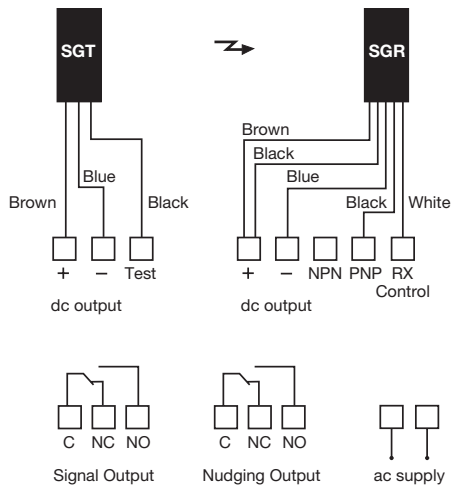 SGT
SGR
Brown
Black
Blue
Blue
Brown
Black
Black
White
+ – Test
+ – NPN PNP RX
Control
dc output
dc output
C NC NO
C NC NO
Signal Output
Nudging Output
ac supply